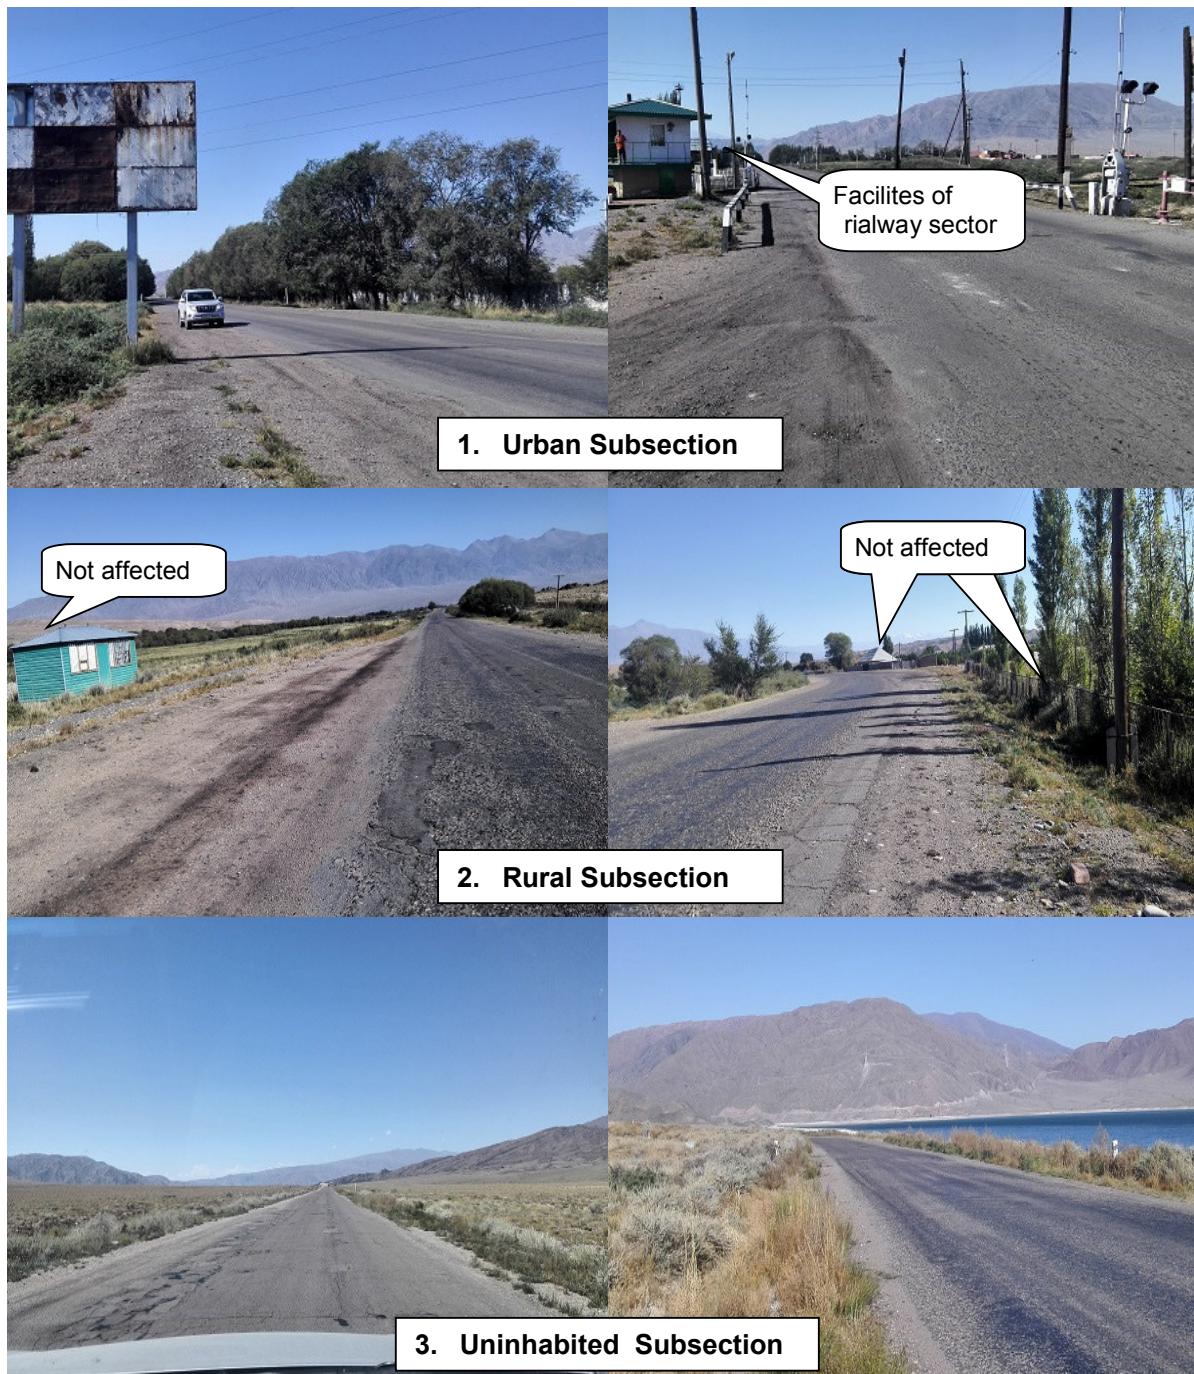 Facilites of
rialway sector
1. Urban Subsection
Not affected
Not affected
2. Rural Subsection
3. Uninhabited Subsection